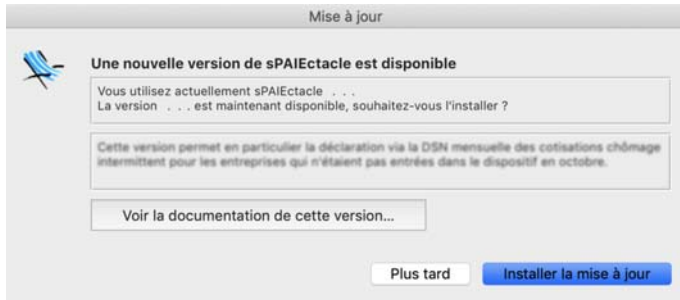 Mise à jour
Une nouvelle version de sPAIEctacle est disponible
Vous utilisez actuellement sPAIEctacle . . .
La version . . . est maintenant disponible, souhaitez-vous l'installer ?
Cette version permet en particulier la déclaration via la DSN mensuelle des cotisations chômage
intermittent pour les entreprises qui n'étaient pas entrées dans le dispositif en octobre.
Voir la documentation de cette version...
Plus tard
Installer la mise à jour